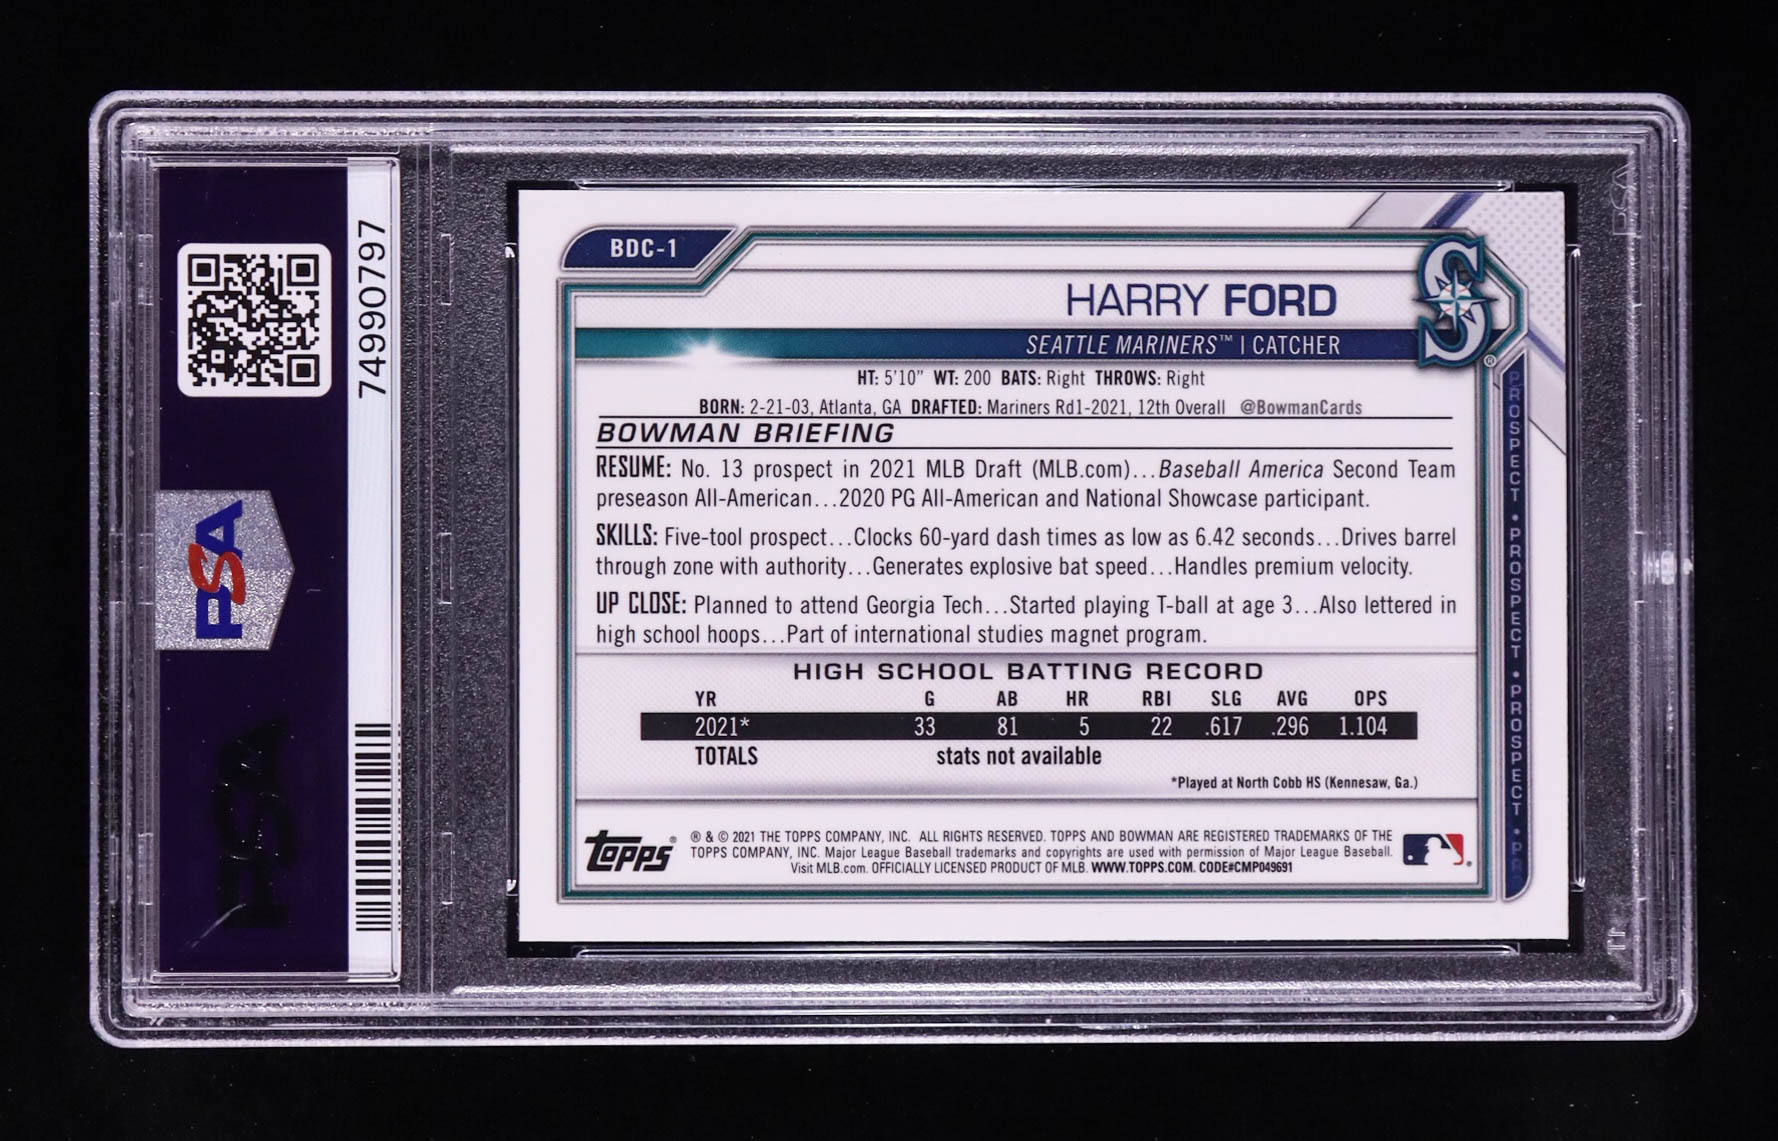 74990797
PSA
PSA
BDC-1
HARRY FORD
SEATTLE MARINERS™ | CATCHER
HT: 5'10" WT: 200 BATS: Right THROWS: Right
BORN: 2-21-03, Atlanta, GA DRAFTED: Mariners Rd1-2021, 12th Overall @BowmanCards
BOWMAN BRIEFING
RESUME: No. 13 prospect in 2021 MLB Draft (MLB.com)...Baseball America Second Team
preseason All-American...2020 PG All-American and National Showcase participant.
SKILLS: Five-tool prospect...Clocks 60-yard dash times as low as 6.42 seconds...Drives barrel
through zone with authority...Generates explosive bat speed...Handles premium velocity.
UP CLOSE: Planned to attend Georgia Tech...Started playing T-ball at age 3...Also lettered in
high school hoops...Part of international studies magnet program.
HIGH SCHOOL BATTING RECORD
YR G AB HR RBI SLG AVG OPS
2021* 33 81 5 22 .617 .296 1.104
TOTALS stats not available
*Played at North Cobb HS (Kennesaw, Ga.)
topps® ® & © 2021 THE TOPPS COMPANY, INC. ALL RIGHTS RESERVED. TOPPS AND BOWMAN ARE REGISTERED TRADEMARKS OF THE
TOPPS COMPANY, INC. Major League Baseball trademarks and copyrights are used with permission of Major League Baseball.
Visit MLB.com. OFFICIALLY LICENSED PRODUCT OF MLB. WWW.TOPPS.COM. CODE#CMP049691
S®
PROSPECT • PROSPECT • PROSPECT • PR
PSA